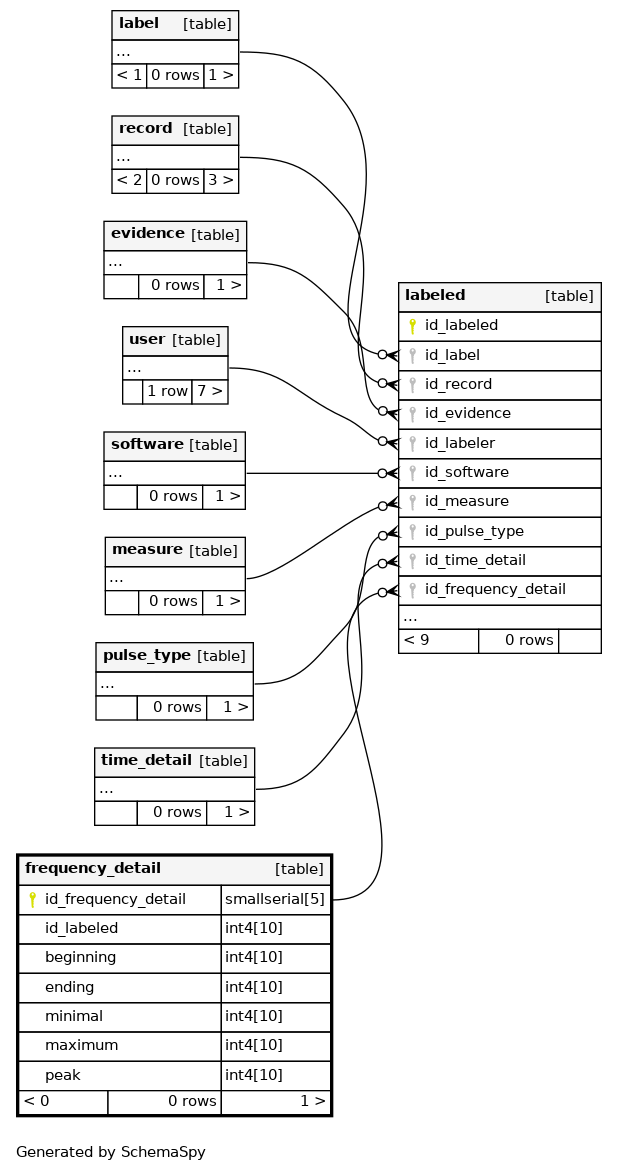 label [table]
...
< 1 0 rows 1 >
record [table]
...
< 2 0 rows 3 >
evidence [table]
...
0 rows 1 >
user [table]
...
1 row 7 >
software [table]
...
0 rows 1 >
measure [table]
...
0 rows 1 >
pulse_type [table]
...
0 rows 1 >
time_detail [table]
...
0 rows 1 >
frequency_detail [table]
id_frequency_detail smallserial[5]
id_labeled int4[10]
beginning int4[10]
ending int4[10]
minimal int4[10]
maximum int4[10]
peak int4[10]
< 0 0 rows 1 >
labeled [table]
id_labeled
id_label
id_record
id_evidence
id_labeler
id_software
id_measure
id_pulse_type
id_time_detail
id_frequency_detail
...
< 9 0 rows
Generated by SchemaSpy